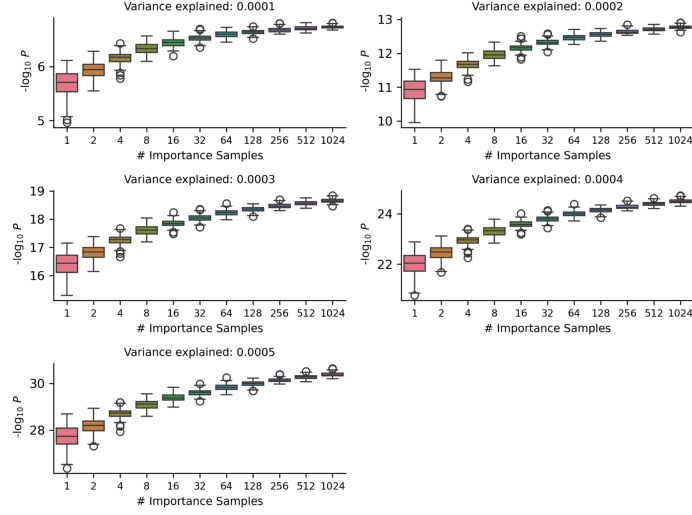 Variance explained: 0.0001
-log10 P
6
5
1 2 4 8 16 32 64 128 256 512 1024
# Importance Samples
Variance explained: 0.0002
-log10 P
13
12
11
10
1 2 4 8 16 32 64 128 256 512 1024
# Importance Samples
Variance explained: 0.0003
-log10 P
19
18
17
16
1 2 4 8 16 32 64 128 256 512 1024
# Importance Samples
Variance explained: 0.0004
-log10 P
24
22
1 2 4 8 16 32 64 128 256 512 1024
# Importance Samples
Variance explained: 0.0005
-log10 P
30
28
1 2 4 8 16 32 64 128 256 512 1024
# Importance Samples